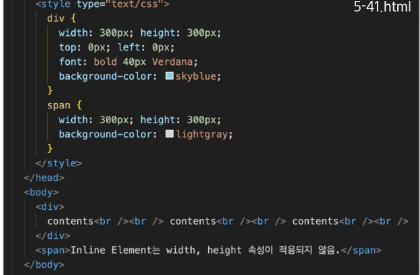 5-41.html
<style type="text/css">
div {
width: 300px; height: 300px;
top: 0px; left: 0px;
font: bold 40px Verdana;
background-color: skyblue;
}
span {
width: 300px; height: 300px;
background-color: lightgray;
}
</style>
</head>
<body>
<div>
contents<br /><br /> contents<br /><br /> contents<br /><br />
</div>
<span>Inline Element는 width, height 속성이 적용되지 않음.</span>
</body>